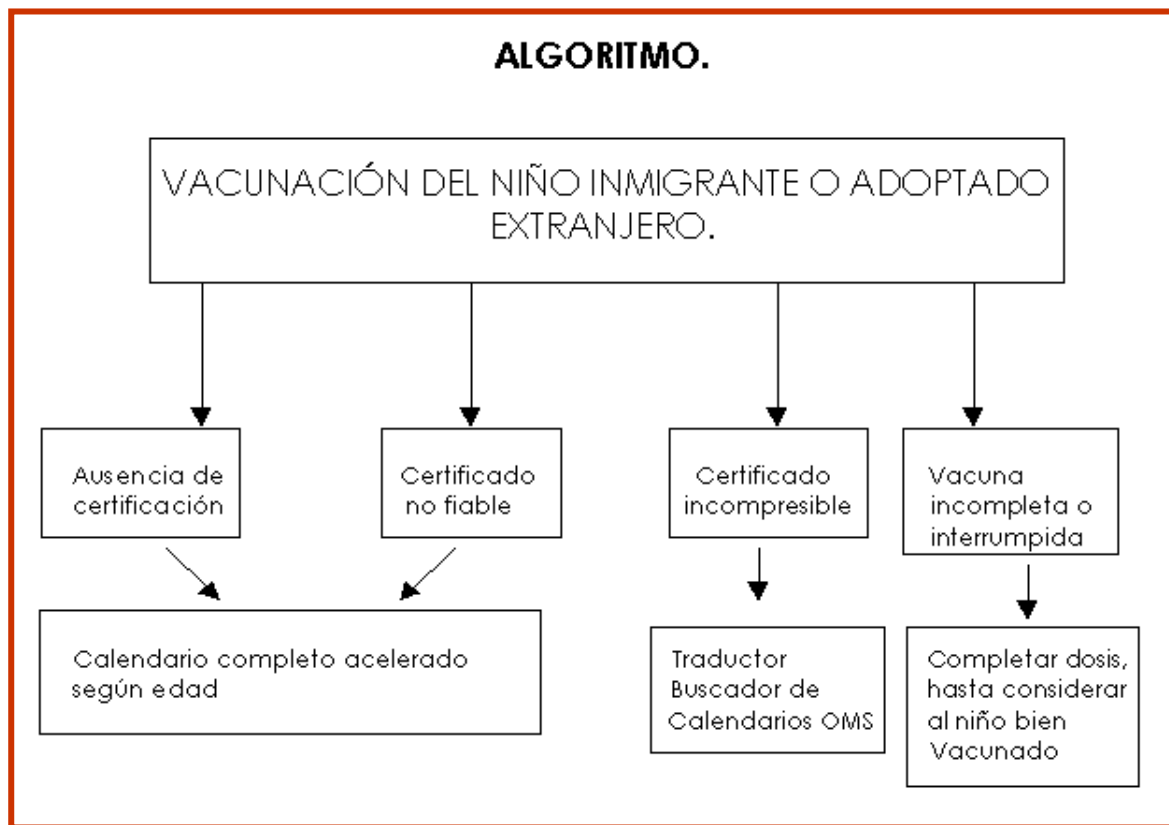 ALGORITMO.
VACUNACIÓN DEL NIÑO INMIGRANTE O ADOPTADO
EXTRANJERO.
Ausencia de
certificación
Certificado
no fiable
Certificado
incompresible
Vacuna
incompleta o
interrumpida
Calendario completo acelerado
según edad
Traductor
Buscador de
Calendarios OMS
Completar dosis,
hasta considerar
al niño bien
Vacunado